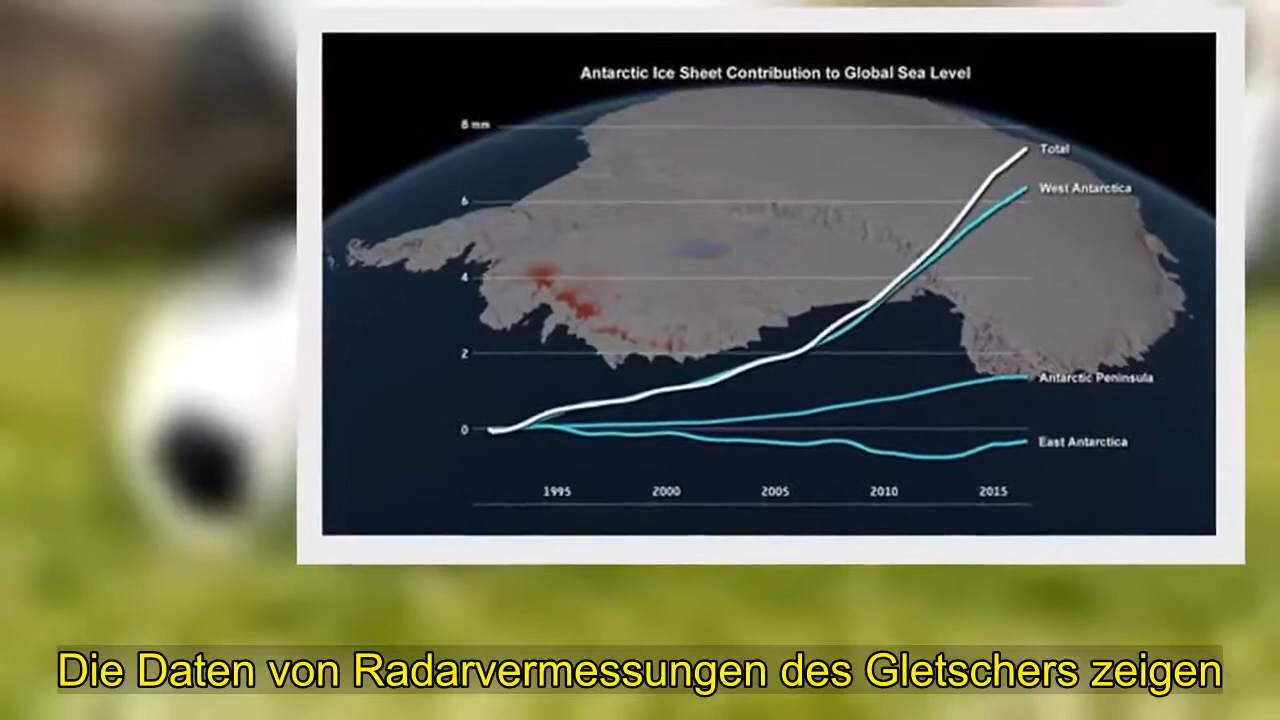 Antarctic Ice Sheet Contribution to Global Sea Level
8 mm
Total
West Antarctica
6
4
2
Antarctic Peninsula
0
East Antarctica
1995 2000 2005 2010 2015
Die Daten von Radarvermessungen des Gletschers zeigen